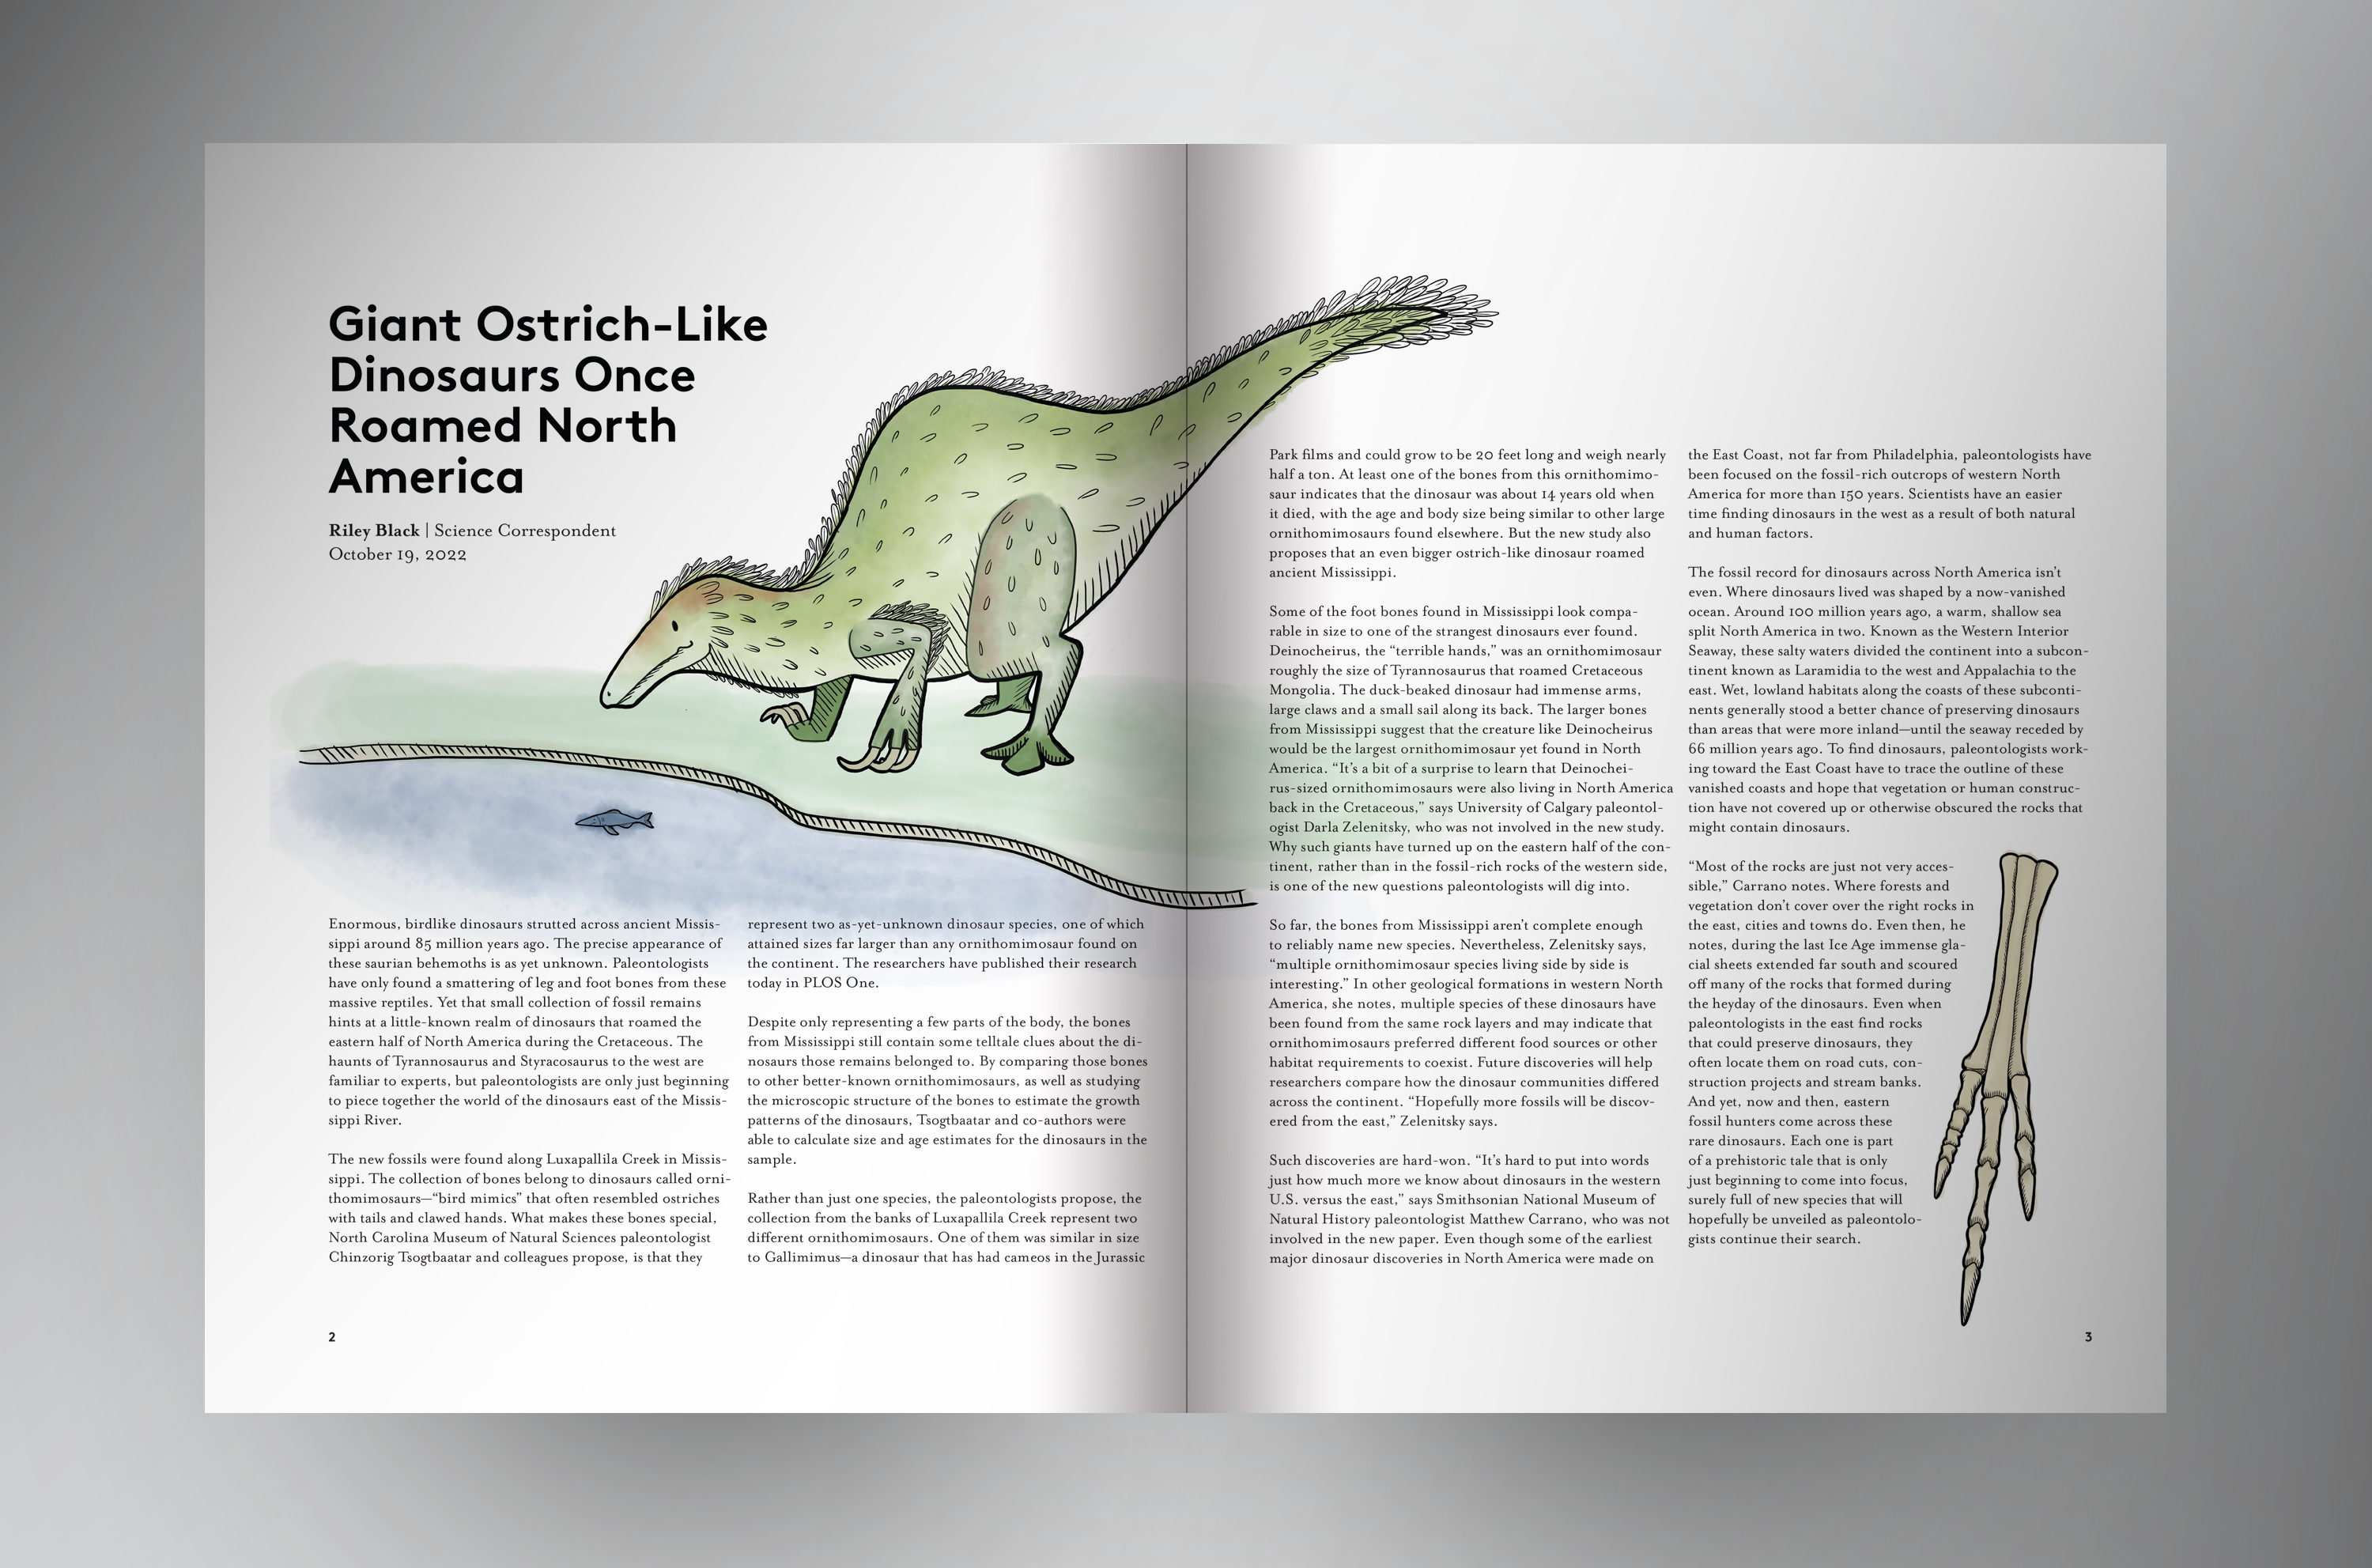 Giant Ostrich-Like
Dinosaurs Once
Roamed North
America
Riley Black | Science Correspondent
October 19, 2022
Enormous, birdlike dinosaurs strutted across ancient Missis-
sippi around 85 million years ago. The precise appearance of
these saurian behemoths is as yet unknown. Paleontologists
have only found a smattering of leg and foot bones from these
massive reptiles. Yet that small collection of fossil remains
hints at a little-known realm of dinosaurs that roamed the
eastern half of North America during the Cretaceous. The
haunts of Tyrannosaurus and Styracosaurus to the west are
familiar to experts, but paleontologists are only just beginning
to piece together the world of the dinosaurs east of the Missis-
sippi River.
The new fossils were found along Luxapallila Creek in Missis-
sippi. The collection of bones belong to dinosaurs called orni-
thomimosaurs—“bird mimics” that often resembled ostriches
with tails and clawed hands. What makes these bones special,
North Carolina Museum of Natural Sciences paleontologist
Chinzorig Tsogtbaatar and colleagues propose, is that they
represent two as-yet-unknown dinosaur species, one of which
attained sizes far larger than any ornithomimosaur found on
the continent. The researchers have published their research
today in PLOS One.
Despite only representing a few parts of the body, the bones
from Mississippi still contain some telltale clues about the di-
nosaurs those remains belonged to. By comparing those bones
to other better-known ornithomimosaurs, as well as studying
the microscopic structure of the bones to estimate the growth
patterns of the dinosaurs, Tsogtbaatar and co-authors were
able to calculate size and age estimates for the dinosaurs in the
sample.
Rather than just one species, the paleontologists propose, the
collection from the banks of Luxapallila Creek represent two
different ornithomimosaurs. One of them was similar in size
to Gallimimus—a dinosaur that has had cameos in the Jurassic
2
Park films and could grow to be 20 feet long and weigh nearly
half a ton. At least one of the bones from this ornithomimo-
saur indicates that the dinosaur was about 14 years old when
it died, with the age and body size being similar to other large
ornithomimosaurs found elsewhere. But the new study also
proposes that an even bigger ostrich-like dinosaur roamed
ancient Mississippi.
Some of the foot bones found in Mississippi look compa-
rable in size to one of the strangest dinosaurs ever found.
Deinocheirus, the “terrible hands,” was an ornithomimosaur
roughly the size of Tyrannosaurus that roamed Cretaceous
Mongolia. The duck-beaked dinosaur had immense arms,
large claws and a small sail along its back. The larger bones
from Mississippi suggest that the creature like Deinocheirus
would be the largest ornithomimosaur yet found in North
America. “It’s a bit of a surprise to learn that Deinochei-
rus-sized ornithomimosaurs were also living in North America
back in the Cretaceous,” says University of Calgary paleontol-
ogist Darla Zelenitsky, who was not involved in the new study.
Why such giants have turned up on the eastern half of the con-
tinent, rather than in the fossil-rich rocks of the western side,
is one of the new questions paleontologists will dig into.
So far, the bones from Mississippi aren’t complete enough
to reliably name new species. Nevertheless, Zelenitsky says,
“multiple ornithomimosaur species living side by side is
interesting.” In other geological formations in western North
America, she notes, multiple species of these dinosaurs have
been found from the same rock layers and may indicate that
ornithomimosaurs preferred different food sources or other
habitat requirements to coexist. Future discoveries will help
researchers compare how the dinosaur communities differed
across the continent. “Hopefully more fossils will be discov-
ered from the east,” Zelenitsky says.
Such discoveries are hard-won. “It’s hard to put into words
just how much more we know about dinosaurs in the western
U.S. versus the east,” says Smithsonian National Museum of
Natural History paleontologist Matthew Carrano, who was not
involved in the new paper. Even though some of the earliest
major dinosaur discoveries in North America were made on
the East Coast, not far from Philadelphia, paleontologists have
been focused on the fossil-rich outcrops of western North
America for more than 150 years. Scientists have an easier
time finding dinosaurs in the west as a result of both natural
and human factors.
The fossil record for dinosaurs across North America isn’t
even. Where dinosaurs lived was shaped by a now-vanished
ocean. Around 100 million years ago, a warm, shallow sea
split North America in two. Known as the Western Interior
Seaway, these salty waters divided the continent into a subcon-
tinent known as Laramidia to the west and Appalachia to the
east. Wet, lowland habitats along the coasts of these subconti-
nents generally stood a better chance of preserving dinosaurs
than areas that were more inland—until the seaway receded by
66 million years ago. To find dinosaurs, paleontologists work-
ing toward the East Coast have to trace the outline of these
vanished coasts and hope that vegetation or human construc-
tion have not covered up or otherwise obscured the rocks that
might contain dinosaurs.
“Most of the rocks are just not very acces-
sible,” Carrano notes. Where forests and
vegetation don’t cover over the right rocks in
the east, cities and towns do. Even then, he
notes, during the last Ice Age immense gla-
cial sheets extended far south and scoured
off many of the rocks that formed during
the heyday of the dinosaurs. Even when
paleontologists in the east find rocks
that could preserve dinosaurs, they
often locate them on road cuts, con-
struction projects and stream banks.
And yet, now and then, eastern
fossil hunters come across these
rare dinosaurs. Each one is part
of a prehistoric tale that is only
just beginning to come into focus,
surely full of new species that will
hopefully be unveiled as paleontolo-
gists continue their search.
3